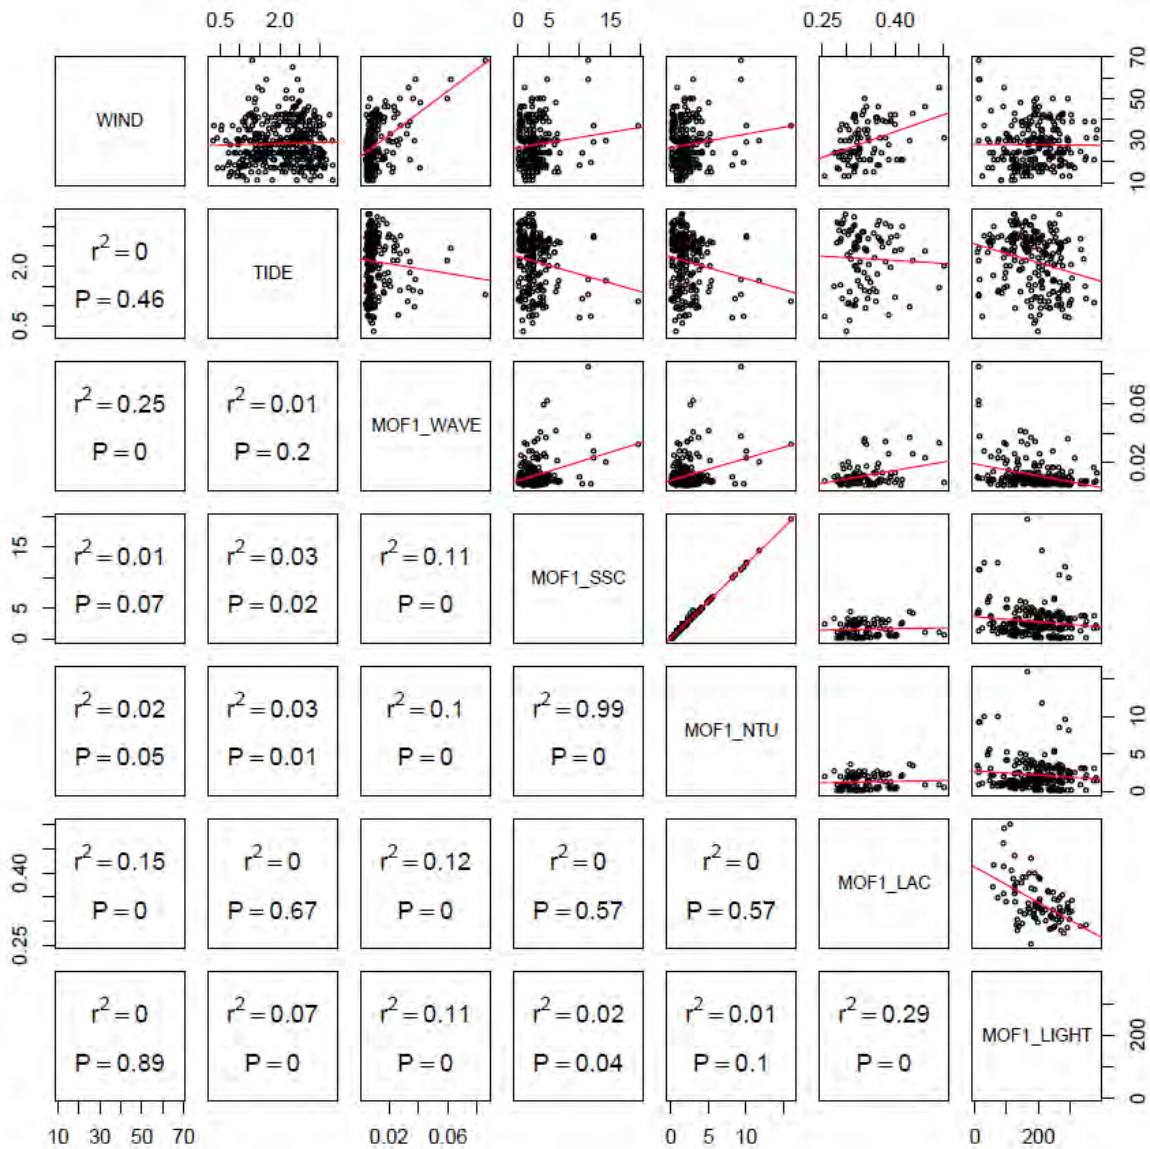 0.5 2.0 0 5 15 0.25 0.40
WIND
10 30 50 70
0.5 2.0
r² = 0
P = 0.46
TIDE
r² = 0.25
P = 0
r² = 0.01
P = 0.2
MOF1_WAVE
0.02 0.06
0 5 15
r² = 0.01
P = 0.07
r² = 0.03
P = 0.02
r² = 0.11
P = 0
MOF1_SSC
r² = 0.02
P = 0.05
r² = 0.03
P = 0.01
r² = 0.1
P = 0
r² = 0.99
P = 0
MOF1_NTU
0 5 10
0.25 0.40
r² = 0.15
P = 0
r² = 0
P = 0.67
r² = 0.12
P = 0
r² = 0
P = 0.57
r² = 0
P = 0.57
MOF1_LAC
r² = 0
P = 0.89
r² = 0.07
P = 0
r² = 0.11
P = 0
r² = 0.02
P = 0.04
r² = 0.01
P = 0.1
r² = 0.29
P = 0
MOF1_LIGHT
0 200
10 30 50 70 0.02 0.06 0 5 10 0 200